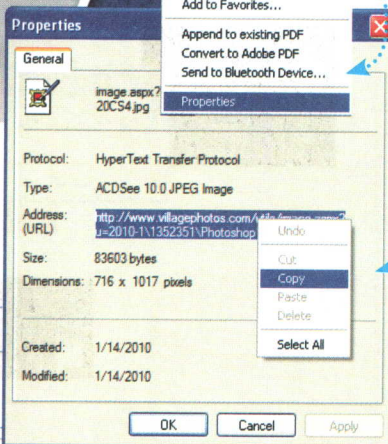 Add to Favorites...
Append to existing PDF
Convert to Adobe PDF
Send to Bluetooth Device...
Properties
Properties
General
image.aspx?
20CS4.jpg
Protocol: HyperText Transfer Protocol
Type: ACDSee 10.0 JPEG Image
Address: http://www.villagephotos.com/
(URL) u=2010-1\1352351\Photoshop
Size: 83603 bytes
Dimensions: 716 x 1017 pixels
Created: 1/14/2010
Modified: 1/14/2010
Undo
Cut
Copy
Paste
Delete
Select All
OK Cancel Apply